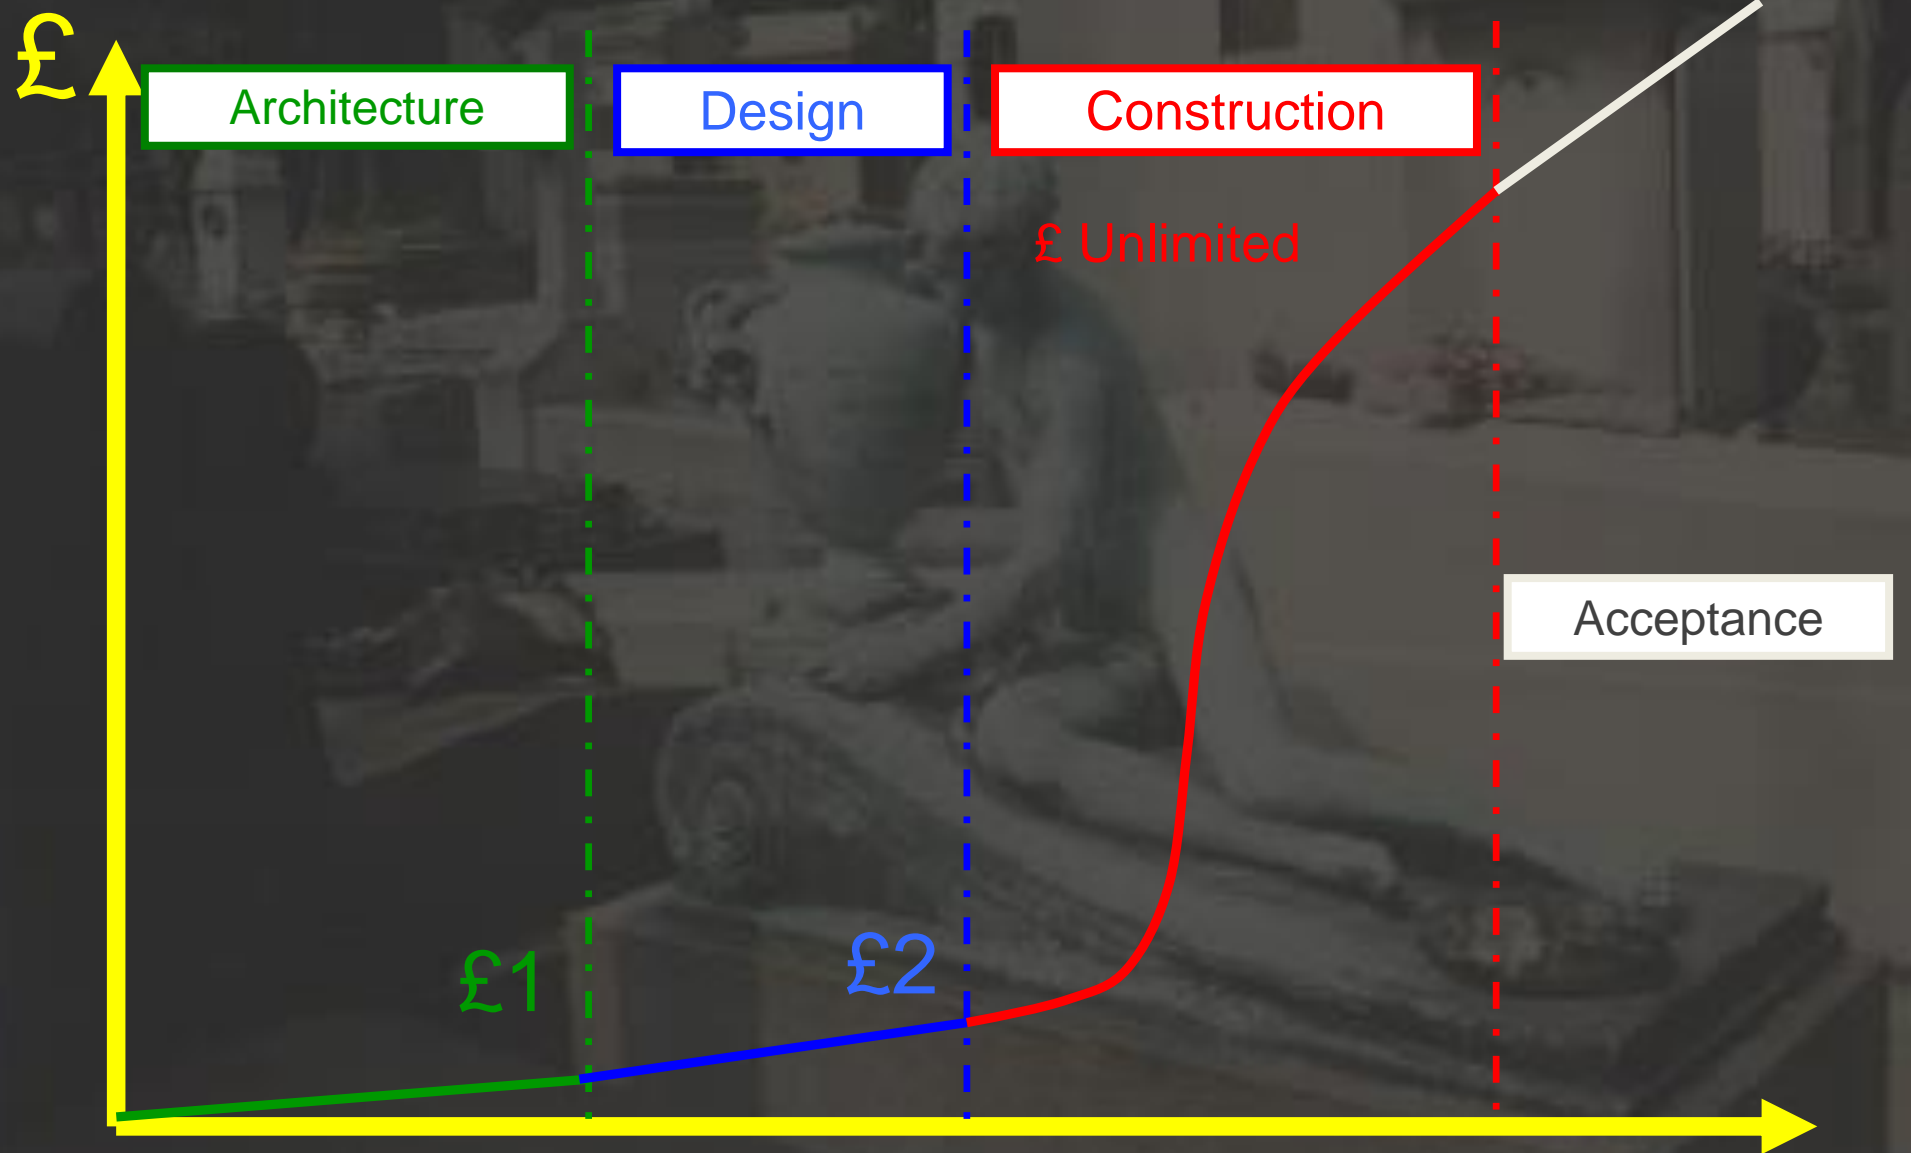 £
Architecture
Design
Construction
£ Unlimited
Acceptance
£1
£2